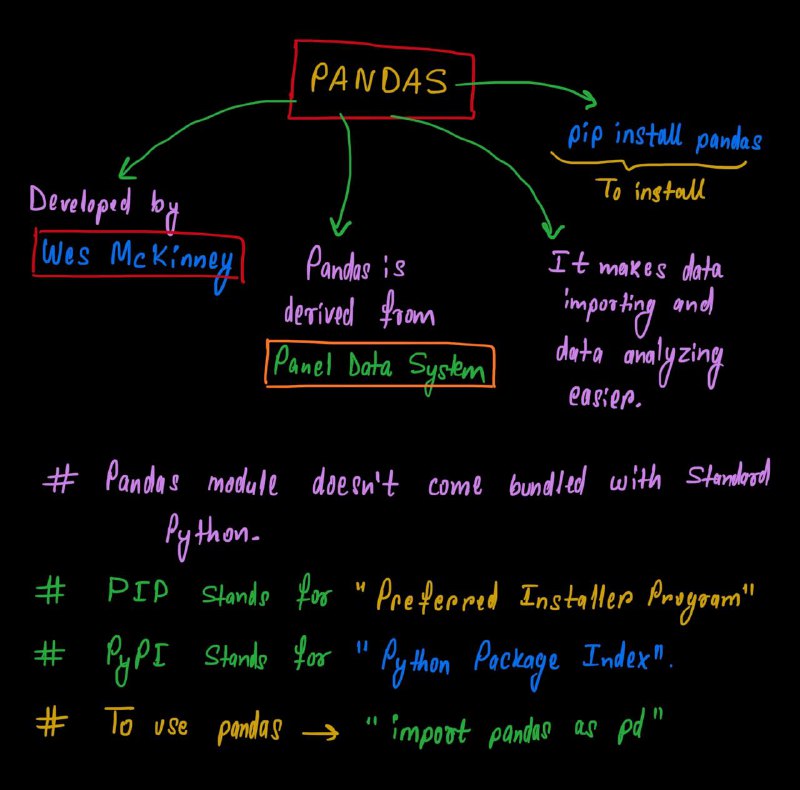 PANDAS
pip install pandas
To install
Developed by
Wes McKinney
Pandas is
derived from
Panel Data System
It makes data
importing and
data analyzing
easier.
# Pandas module doesn't come bundled with Standard
Python.
# PIP Stands for "Preferred Installer Program"
# PyPI Stands for "Python Package Index".
# To use pandas → "import pandas as pd"